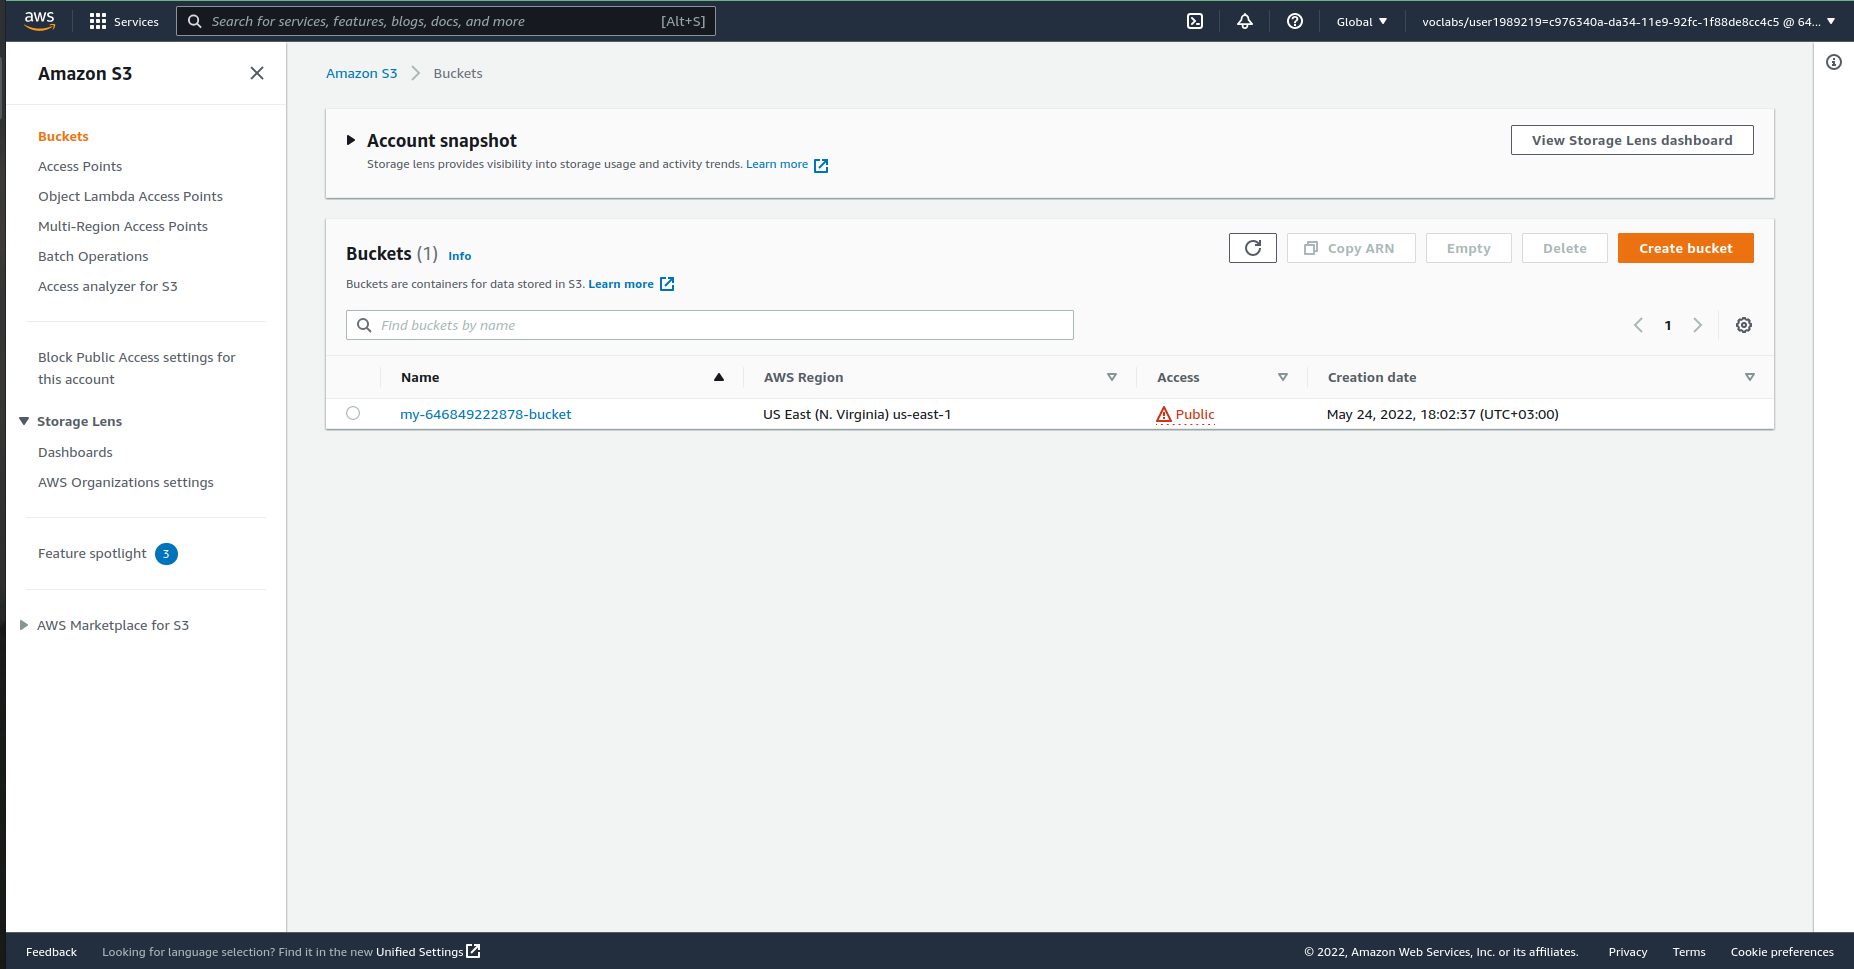 aws Services Search for services, features, blogs, docs, and more [Alt+S] Global voclabs/user1989219=c976340a-da34-11e9-92fc-1f88de8cc4c5 @ 64...
Amazon S3
Buckets
Access Points
Object Lambda Access Points
Multi-Region Access Points
Batch Operations
Access analyzer for S3
Block Public Access settings for
this account
Storage Lens
Dashboards
AWS Organizations settings
Feature spotlight 3
AWS Marketplace for S3
Amazon S3 Buckets
Account snapshot
Storage lens provides visibility into storage usage and activity trends. Learn more
View Storage Lens dashboard
Buckets (1) Info
Copy ARN Empty Delete Create bucket
Buckets are containers for data stored in S3. Learn more
Find buckets by name
1
Name AWS Region Access Creation date
my-646849222878-bucket US East (N. Virginia) us-east-1 Public May 24, 2022, 18:02:37 (UTC+03:00)
Feedback Looking for language selection? Find it in the new Unified Settings © 2022, Amazon Web Services, Inc. or its affiliates. Privacy Terms Cookie preferences